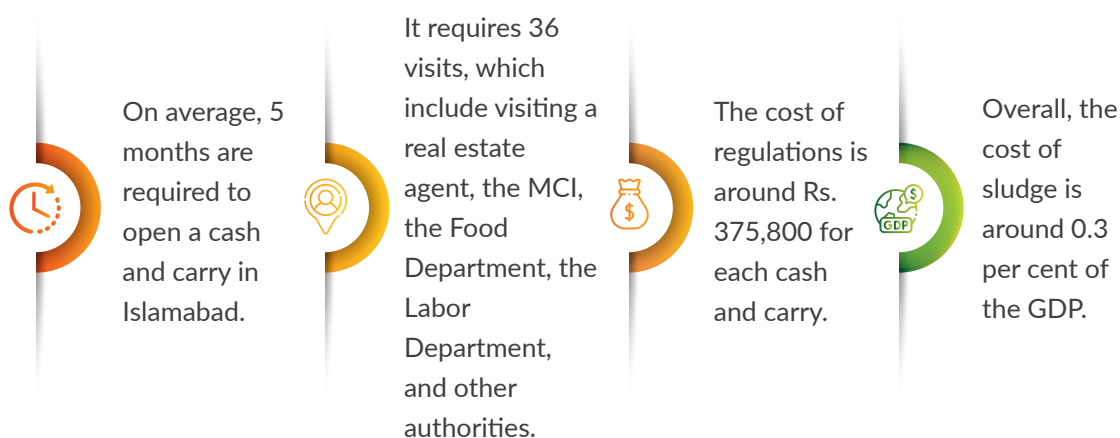 On average, 5
months are
required to
open a cash
and carry in
Islamabad.
It requires 36
visits, which
include visiting a
real estate
agent, the MCI,
the Food
Department, the
Labor
Department,
and other
authorities.
$
The cost of
regulations is
around Rs.
375,800 for
each cash
and carry.
$
GDP
Overall, the
cost of
sludge is
around 0.3
per cent of
the GDP.